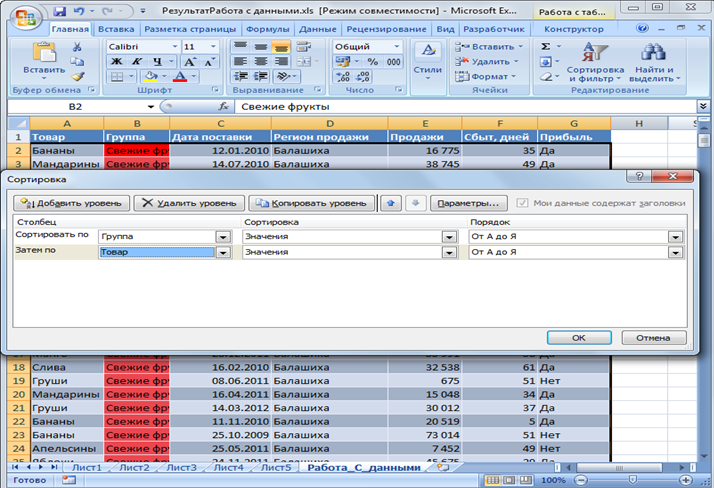 РезультатРабота с данными.xls [Режим совместимости] - Microsoft Ex... Работа с таб...
Главная Вставка Разметка страницы Формулы Данные Рецензирование Вид Разработчик Конструктор
Вставить Calibri 11 Общий Стили Вставить Сортировка и фильтр Найти и выделить
Ж К Ч % 000 Удалить
Формат
Буфер обмена Шрифт Выравнивание Число Ячейки Редактирование
B2 fx Свежие фрукты
A B C D E F G H
1 Товар Группа Дата поставки Регион продажи Продажи Сбыт, дней Прибыль
2 Бананы Свежие фру 12.01.2010 Балашиха 16 775 35 Да
3 Мандарины Свежие фру 14.07.2010 Балашиха 38 745 49 Да
Сортировка
Добавить уровень Удалить уровень Копировать уровень Параметры... Мои данные содержат заголовки
Столбец Сортировка Порядок
Сортировать по Группа Значения От А до Я
Затем по Товар Значения От А до Я
ОК Отмена
18 Слива Свежие фру 16.02.2010 Балашиха 32 538 61 Да
19 Груши Свежие фру 08.06.2011 Балашиха 675 51 Нет
20 Мандарины Свежие фру 16.04.2011 Балашиха 15 048 34 Да
21 Груши Свежие фру 14.03.2012 Балашиха 30 012 37 Да
22 Бананы Свежие фру 11.11.2010 Балашиха 20 519 5 Да
23 Бананы Свежие фру 25.10.2009 Балашиха 73 014 51 Нет
24 Апельсины Свежие фру 25.05.2011 Балашиха 7 452 49 Нет
Лист1 Лист2 Лист3 Лист4 Лист5 Работа_С_данными
Готово 100%